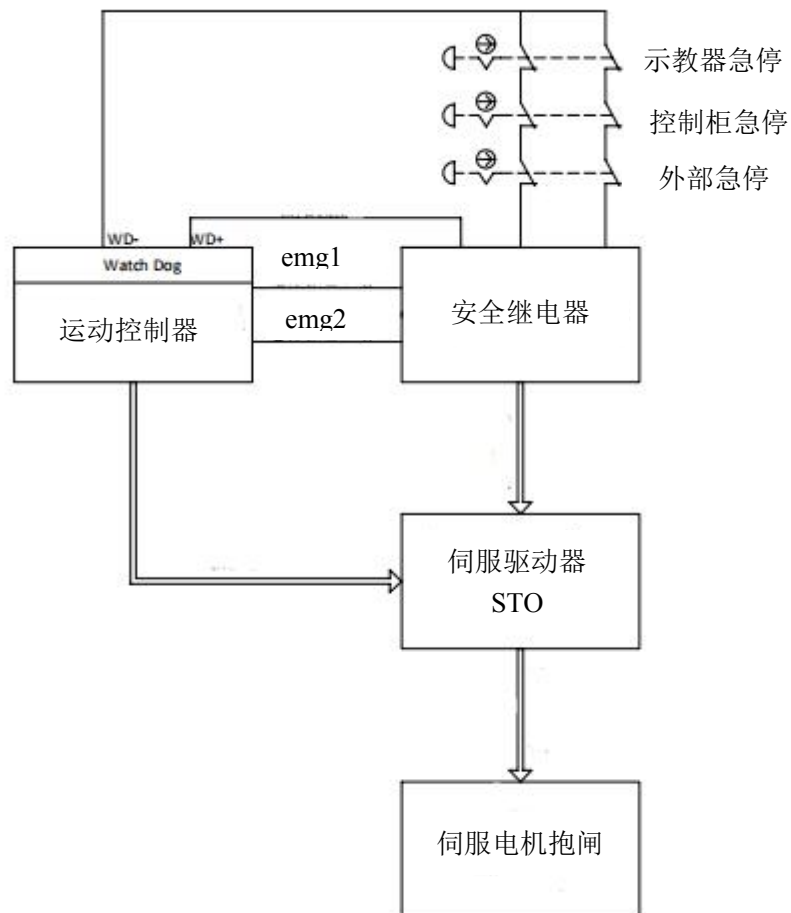 示教器急停
控制柜急停
外部急停
WD-
WD+
Watch Dog
emg1
运动控制器
emg2
安全继电器
伺服驱动器
STO
伺服电机抱闸